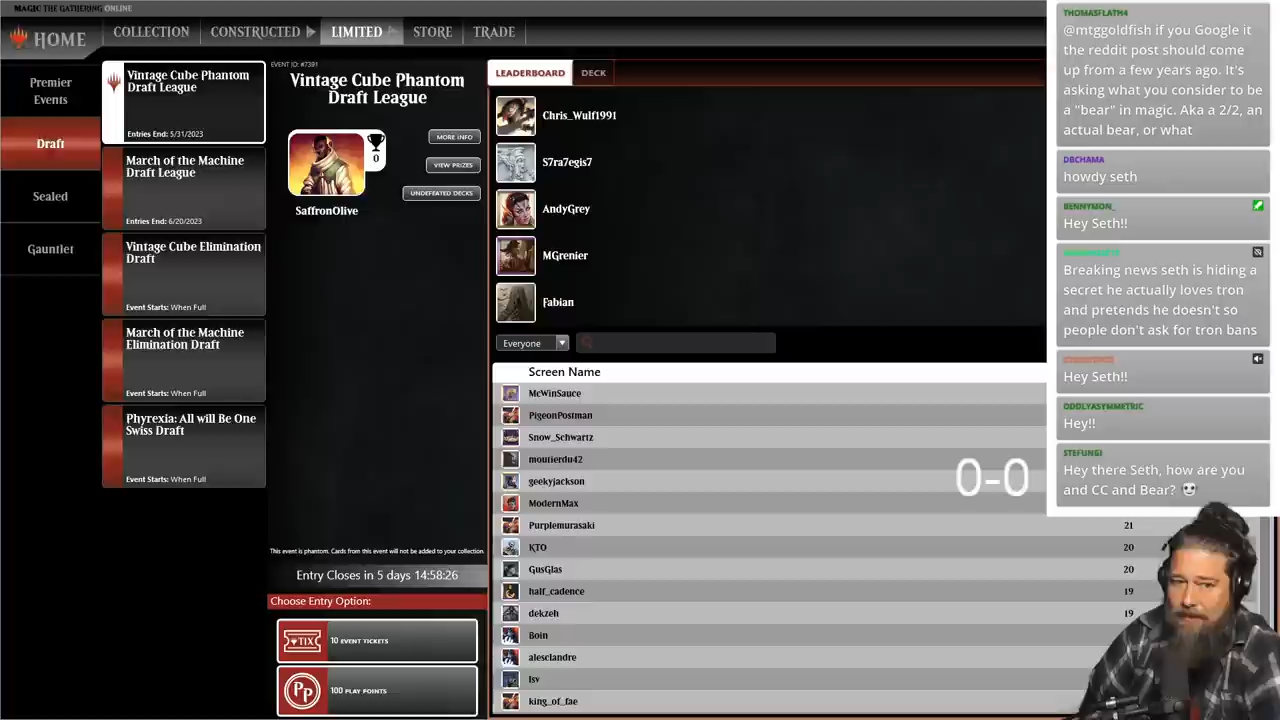 MAGIC THE GATHERING ONLINE
HOME
COLLECTION
CONSTRUCTED
LIMITED
STORE
TRADE
Premier
Events
Draft
Sealed
Gauntlet
Vintage Cube Phantom
Draft League
Entries End: 5/31/2023
March of the Machine
Draft League
Entries End: 6/20/2023
Vintage Cube Elimination
Draft
Event Starts: When Full
March of the Machine
Elimination Draft
Event Starts: When Full
Phyrexia: All will Be One
Swiss Draft
Event Starts: When Full
EVENT ID: #7391
Vintage Cube Phantom
Draft League
0
MORE INFO
VIEW PRIZES
UNDEFEATED DECKS
SaffronOlive
This event is phantom. Cards from this event will not be added to your collection.
Entry Closes in 5 days 14:58:26
Choose Entry Option:
TIX
10 EVENT TICKETS
PP
100 PLAY POINTS
LEADERBOARD
DECK
Chris_Wulf1991
S7ra7egis7
AndyGrey
MGrenier
Fabian
Everyone
Screen Name
McWinSauce
PigeonPostman
Snow_Schwartz
moufierdu42
geekyjackson
ModernMax
Purplemurasaki
21
KTO
20
GusGlas
20
half_cadence
19
dekzeh
19
Boin
alesclandre
lsv
king_of_fae
0-0
THOMASFLATH4
@mtggoldfish if you Google it
the reddit post should come
up from a few years ago. It's
asking what you consider to be
a "bear" in magic. Aka a 2/2, an
actual bear, or what
DBCHAMA
howdy seth
BENNYMON_
Hey Seth!!
Breaking news seth is hiding a
secret he actually loves tron
and pretends he doesn't so
people don't ask for tron bans
Hey Seth!!
ODDLYASYMMETRIC
Hey!!
STEFUNGI
Hey there Seth, how are you
and CC and Bear?